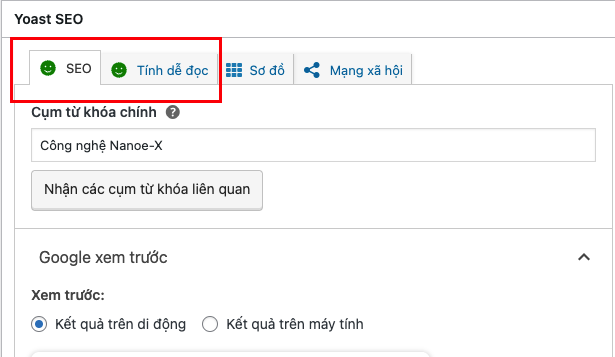 Yoast SEO
SEO
Tính dễ đọc
Sơ đồ
Mạng xã hội
Cụm từ khóa chính ?
Công nghệ Nanoe-X
Nhận các cụm từ khóa liên quan
Google xem trước
Xem trước:
Kết quả trên di động
Kết quả trên máy tính